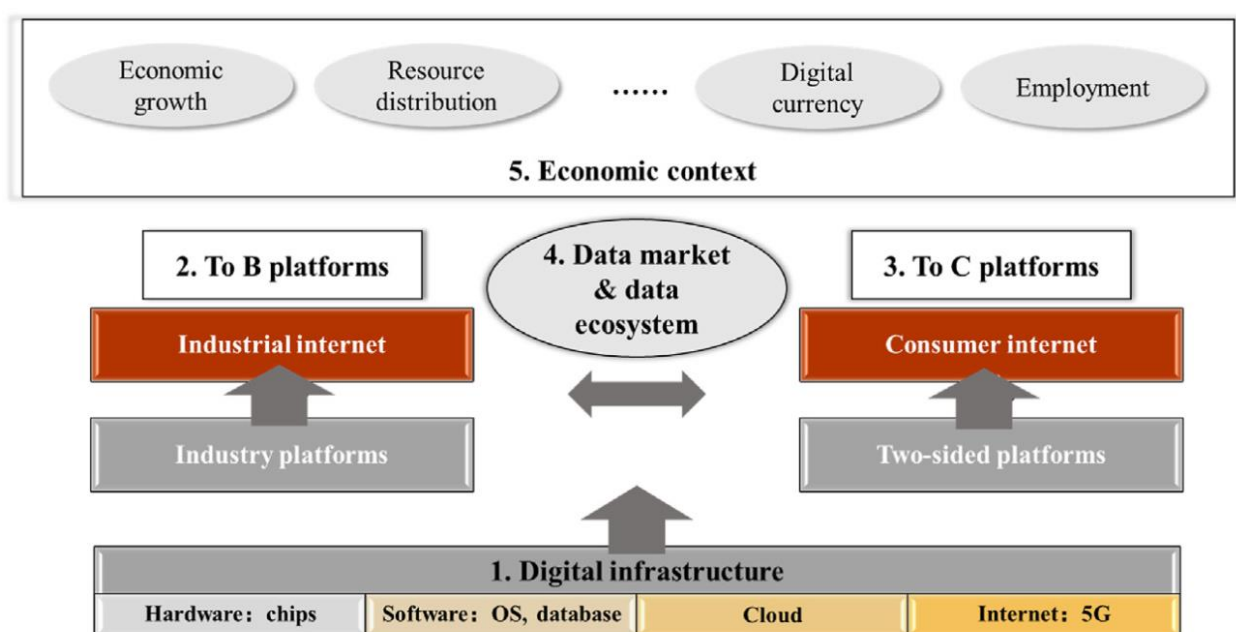 Economic
growth
Resource
distribution
......
Digital
currency
Employment
5. Economic context
2. To B platforms
4. Data market
& data
ecosystem
3. To C platforms
Industrial internet
Consumer internet
Industry platforms
Two-sided platforms
1. Digital infrastructure
Hardware：chips
Software：OS, database
Cloud
Internet：5G